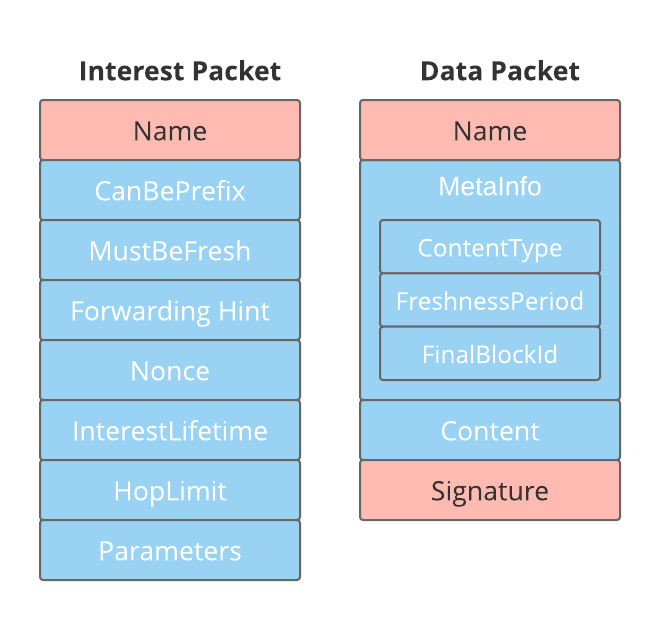 Interest Packet
Name
CanBePrefix
MustBeFresh
Forwarding Hint
Nonce
InterestLifetime
HopLimit
Parameters
Data Packet
Name
MetaInfo
ContentType
FreshnessPeriod
FinalBlockId
Content
Signature